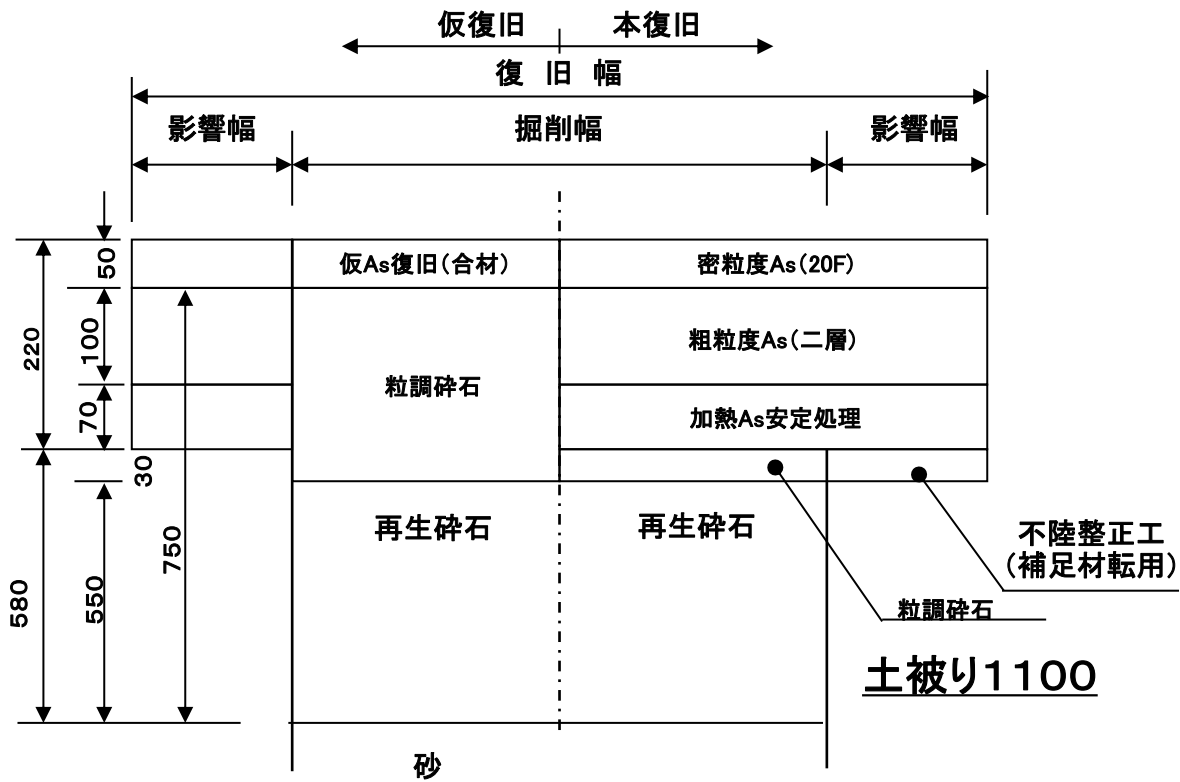 仮復旧 本復旧
復 旧 幅
影響幅 掘削幅 影響幅
50 仮As復旧(合材) 密粒度As(20F)
220 100 粗粒度As(二層)
粒調砕石
70 加熱As安定処理
30
再生砕石 再生砕石
750
不陸整正工
(補足材転用)
580 550
粒調砕石
土被り1100
砂